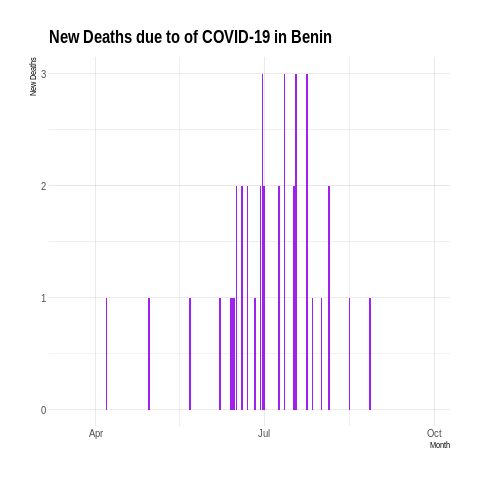 New Deaths due to of COVID-19 in Benin
New Deaths
3
2
1
0
Apr Jul Oct
Month